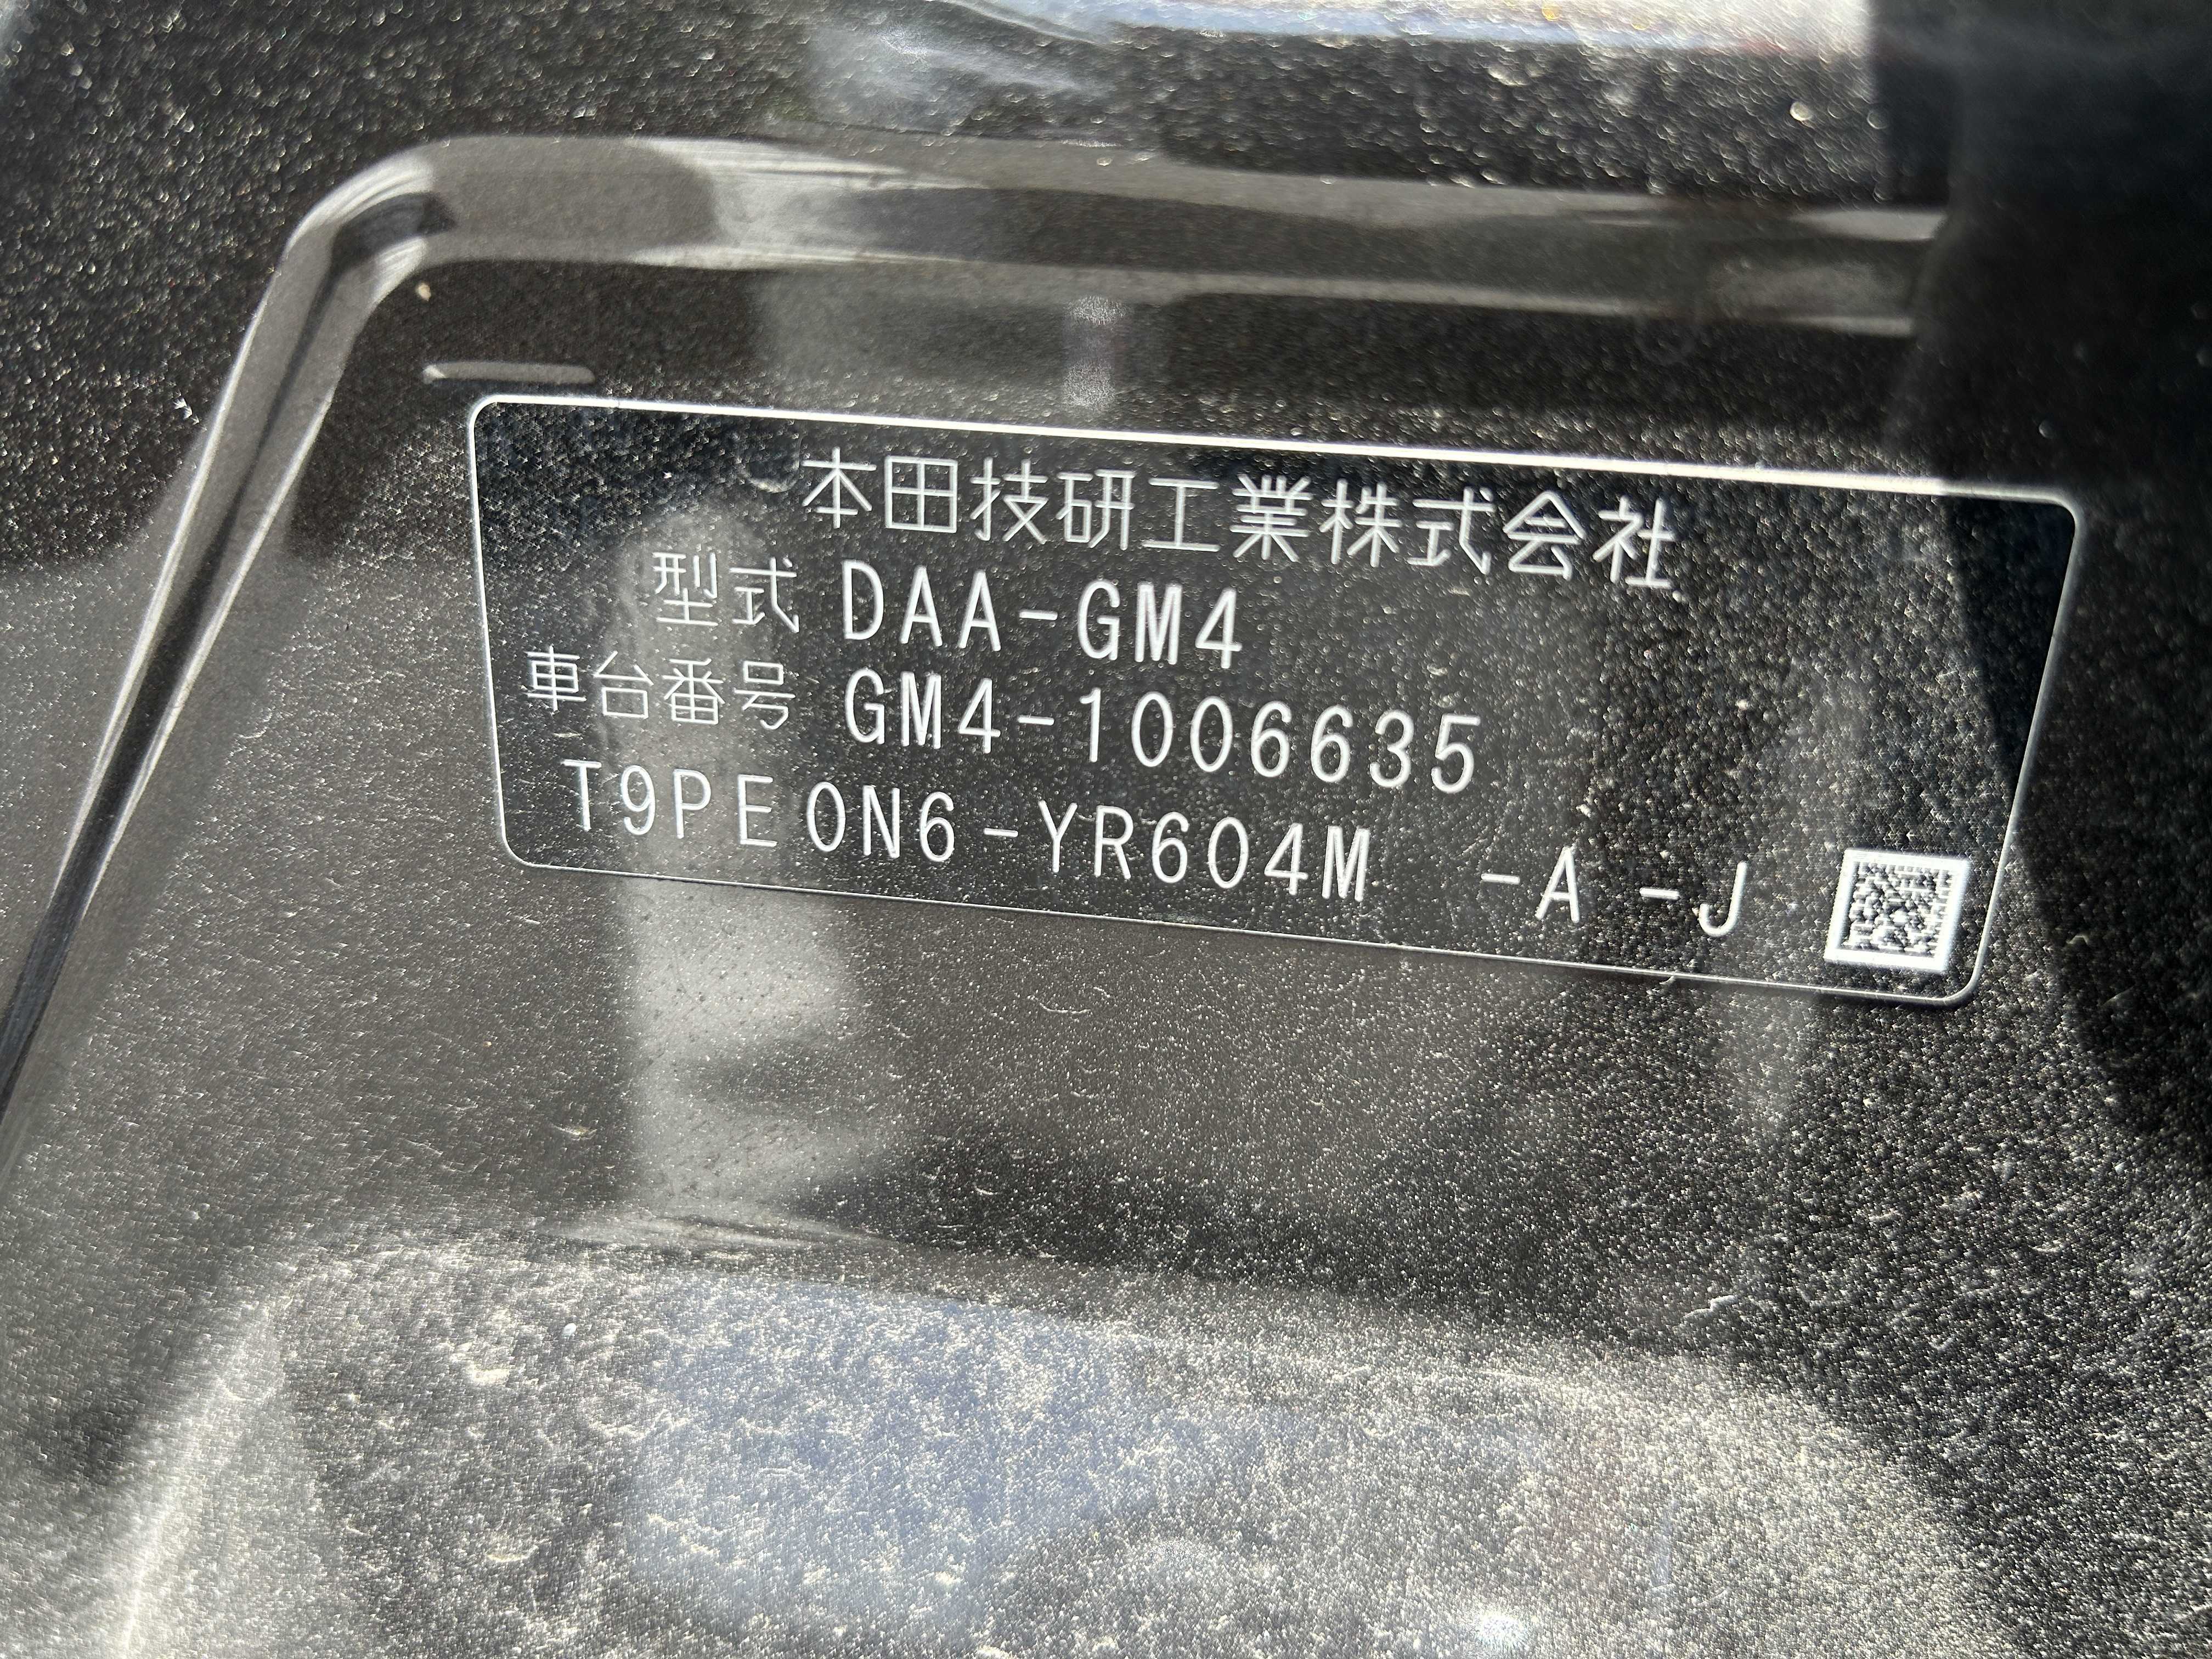 本田技研工業株式会社
型式 DAA-GM4
車台番号 GM4-1006635
T9PE0N6-YR604M -A -J